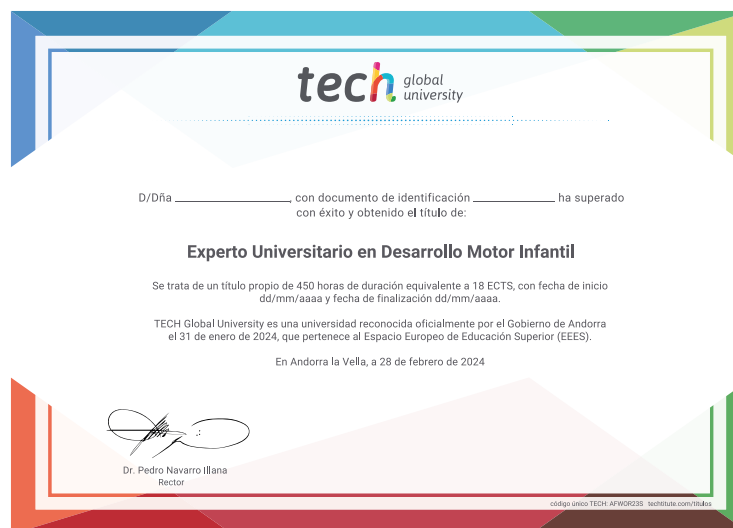 tech global university
D/Dña ______________, con documento de identificación __________ ha superado
con éxito y obtenido el título de:
Experto Universitario en Desarrollo Motor Infantil
Se trata de un título propio de 450 horas de duración equivalente a 18 ECTS, con fecha de inicio
dd/mm/aaaa y fecha de finalización dd/mm/aaaa.
TECH Global University es una universidad reconocida oficialmente por el Gobierno de Andorra
el 31 de enero de 2024, que pertenece al Espacio Europeo de Educación Superior (EEES).
En Andorra la Vella, a 28 de febrero de 2024
Dr. Pedro Navarro Illana
Rector
código único TECH: AFWOR23S techtitute.com/titulos